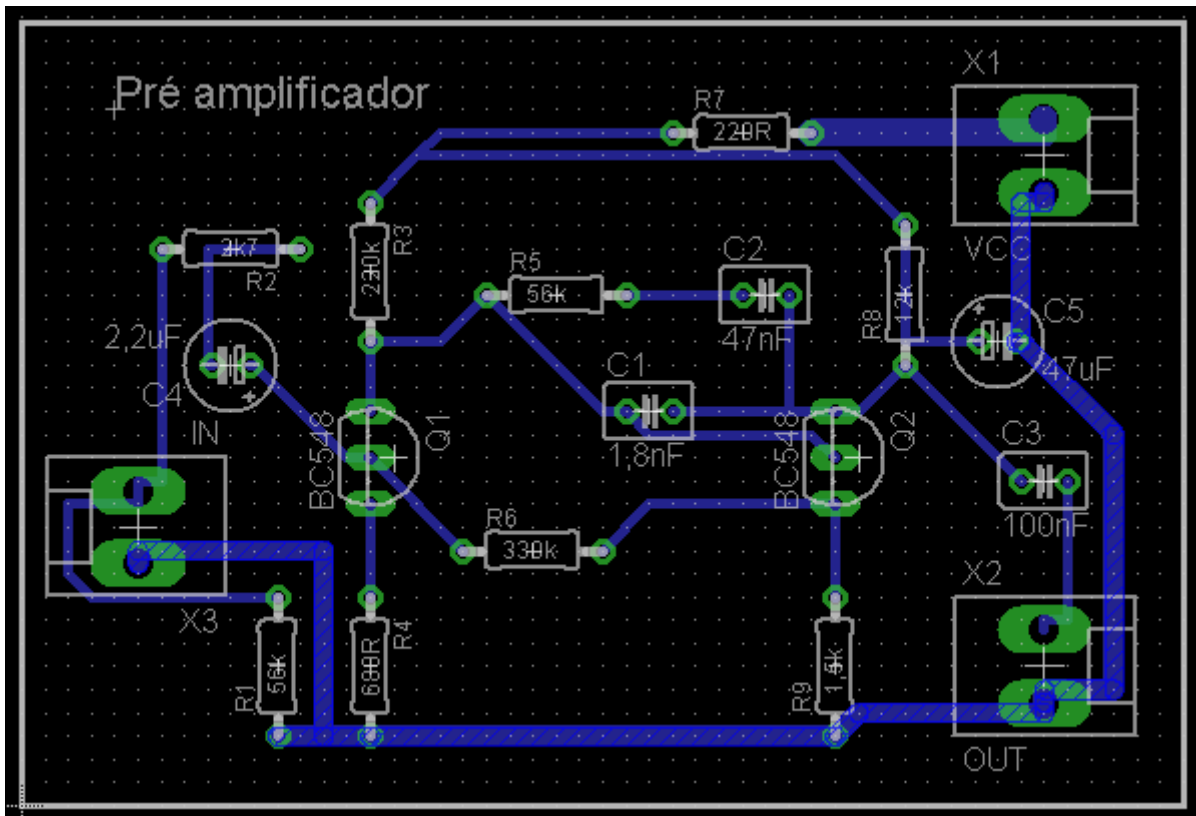 Pré amplificador
X1
R7
220R
VCC
2k7
R2
R3
220k
C2
R5
56k
47nF
R8
12k
C5
47uF
2,2uF
C4
C1
1,8nF
IN
BC548
Q1
BC548
Q2
C3
100nF
R6
330k
X3
X2
R1
56k
R4
680R
R9
1,5k
OUT